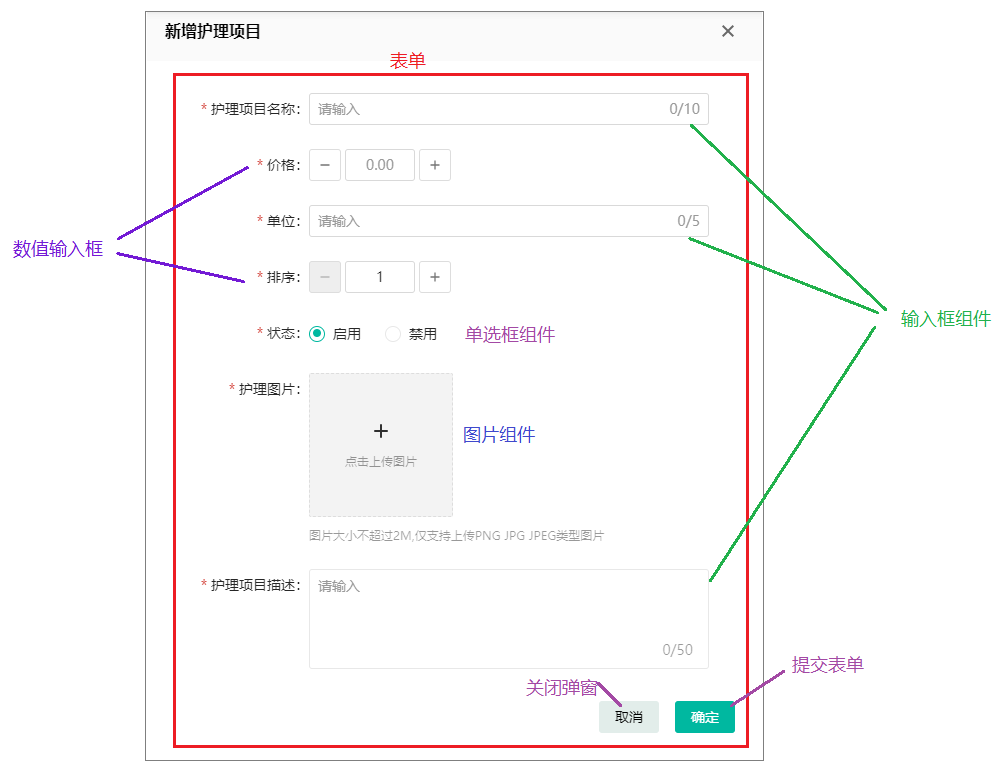 新增护理项目
表单
* 护理项目名称: 请输入 0/10
* 价格: 0.00
* 单位: 请输入 0/5
数值输入框
* 排序: 1
输入框组件
* 状态: 启用 禁用 单选框组件
* 护理图片:
图片组件
点击上传图片
图片大小不超过2M,仅支持上传PNG JPG JPEG类型图片
* 护理项目描述: 请输入
0/50
提交表单
关闭弹窗
取消 确定